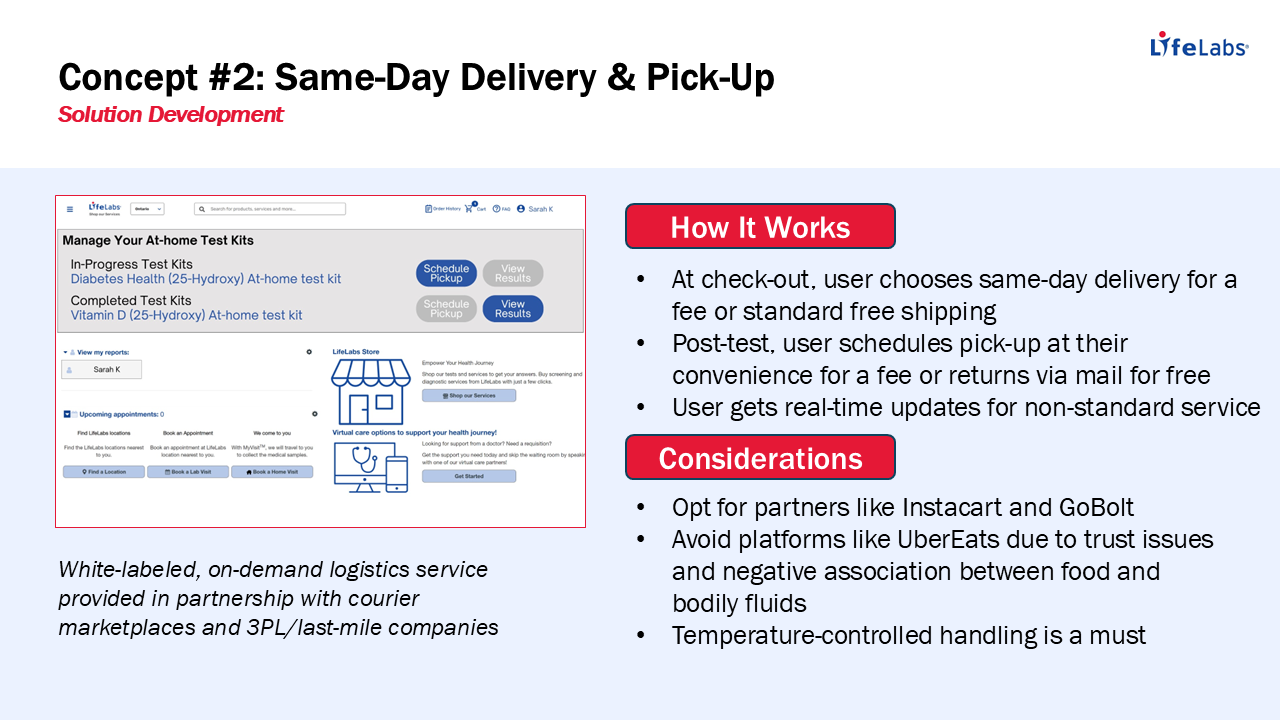 LifeLabs
Concept #2: Same-Day Delivery & Pick-Up
Solution Development
LifeLabs
Shop our Services
Ontario
Search for products, services and more...
Order History
Cart
FAQ
Sarah K
Manage Your At-home Test Kits
In-Progress Test Kits
Diabetes Health (25-Hydroxy) At-home test kit
Schedule
Pickup
View
Results
Completed Test Kits
Vitamin D (25-Hydroxy) At-home test kit
Schedule
Pickup
View
Results
View my reports:
Sarah K
Upcoming appointments: 0
Find LifeLabs locations
Find the LifeLabs locations nearest
to you.
Find a Location
Book an Appointment
Book an appointment at LifeLabs
location nearest to you.
Book a Lab Visit
We come to you
With MyVisit™, we will travel to you
to collect the medical samples.
Book a Home Visit
LifeLabs Store
Empower Your Health Journey
Shop our tests and services to get your answers. Buy screening and
diagnostic services from LifeLabs with just a few clicks.
Shop our Services
Virtual care options to support your health journey!
Looking for support from a doctor? Need a requisition?
Get the support you need today and skip the waiting room by speakin
with one of our virtual care partners!
Get Started
White-labeled, on-demand logistics service
provided in partnership with courier
marketplaces and 3PL/last-mile companies
How It Works
• At check-out, user chooses same-day delivery for a
fee or standard free shipping
• Post-test, user schedules pick-up at their
convenience for a fee or returns via mail for free
• User gets real-time updates for non-standard service
Considerations
• Opt for partners like Instacart and GoBolt
• Avoid platforms like UberEats due to trust issues
and negative association between food and
bodily fluids
• Temperature-controlled handling is a must